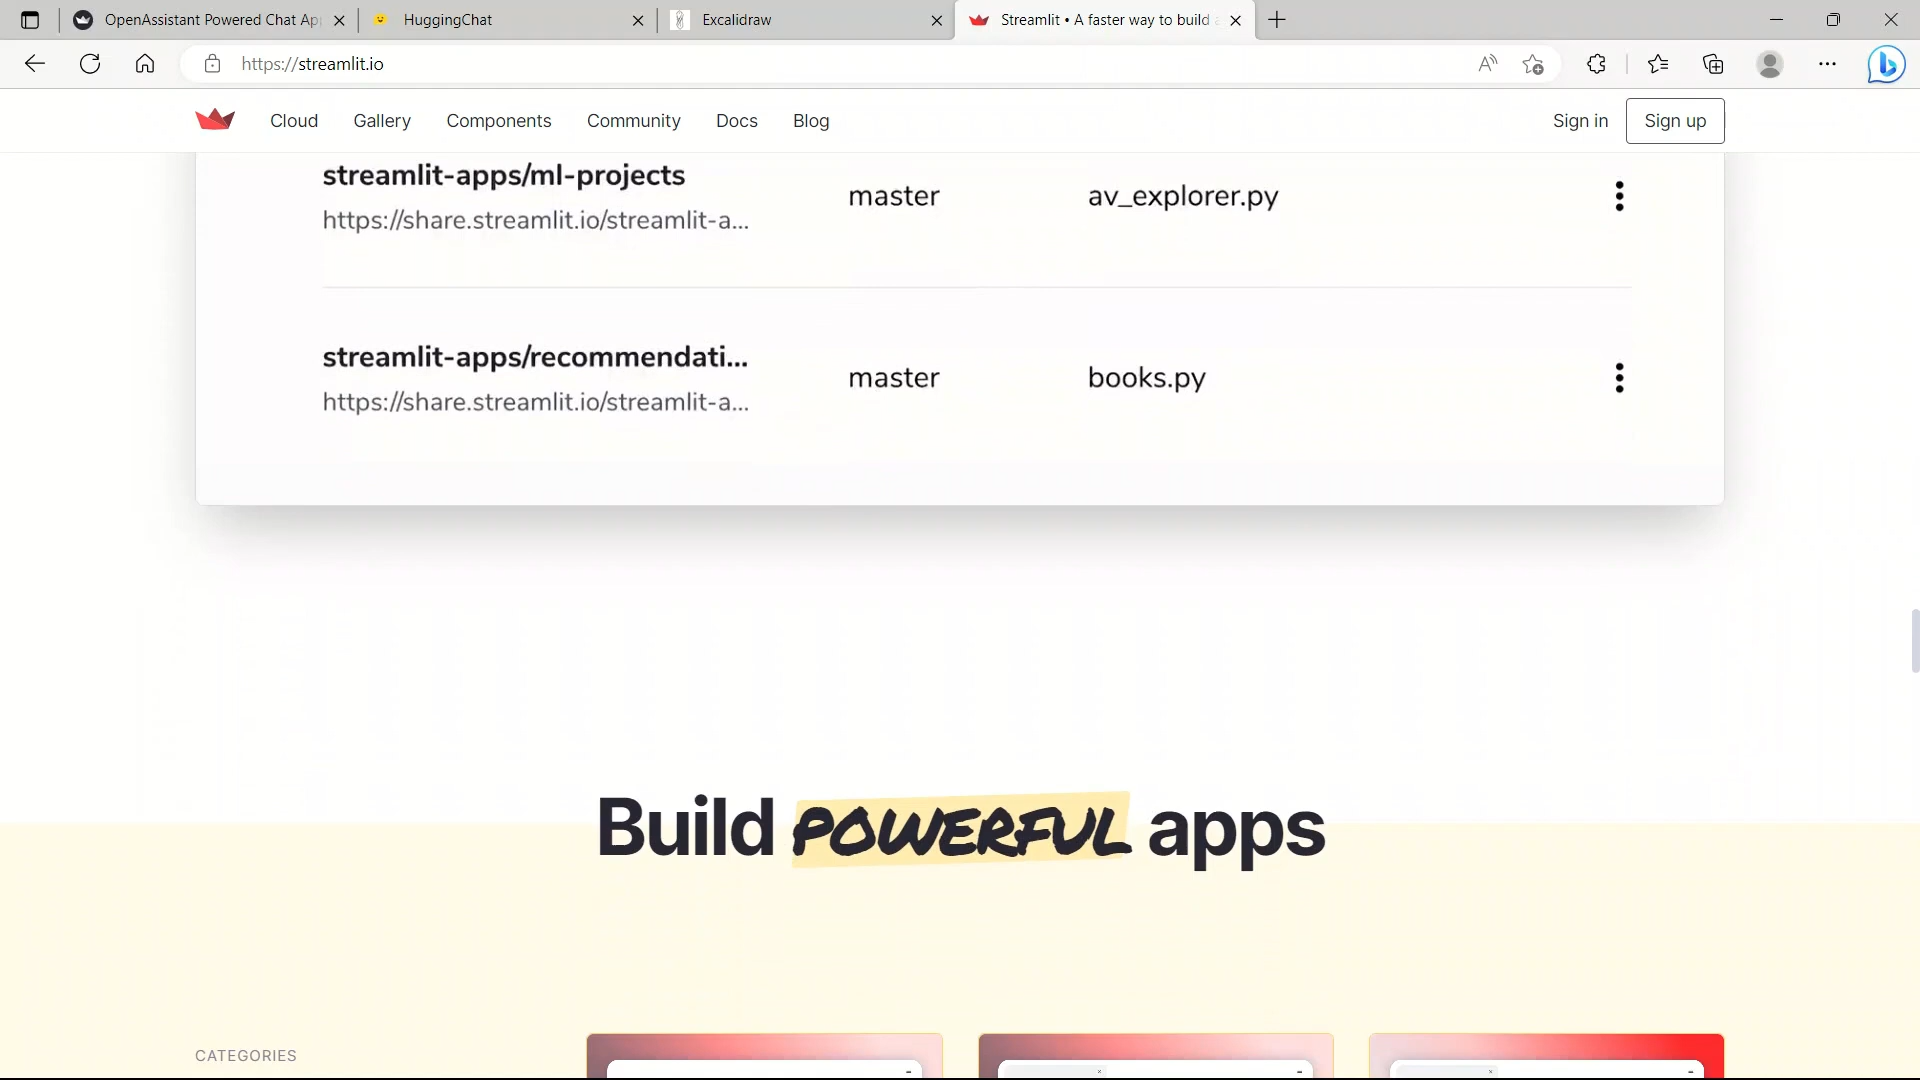 OpenAssistant Powered Chat Ap
HuggingChat
Excalidraw
Streamlit • A faster way to build a
https://streamlit.io
Cloud
Gallery
Components
Community
Docs
Blog
Sign in
Sign up
streamlit-apps/ml-projects
https://share.streamlit.io/streamlit-a...
master
av_explorer.py
streamlit-apps/recommendati...
https://share.streamlit.io/streamlit-a...
master
books.py
Build POWERFUL apps
CATEGORIES